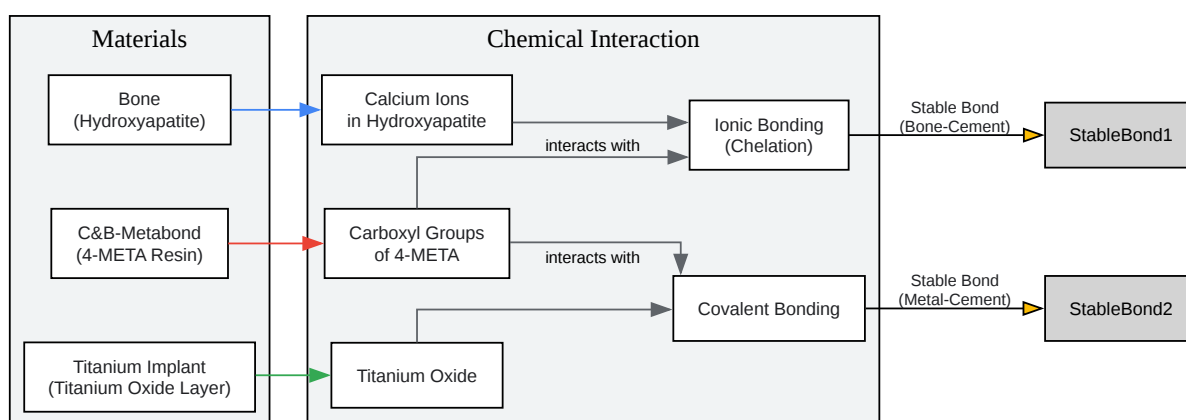 Materials
Chemical Interaction
Bone
(Hydroxyapatite)
Calcium Ions
in Hydroxyapatite
Ionic Bonding
(Chelation)
Stable Bond
(Bone-Cement)
StableBond1
interacts with
C&B-Metabond
(4-META Resin)
Carboxyl Groups
of 4-META
interacts with
Covalent Bonding
Stable Bond
(Metal-Cement)
StableBond2
Titanium Implant
(Titanium Oxide Layer)
Titanium Oxide